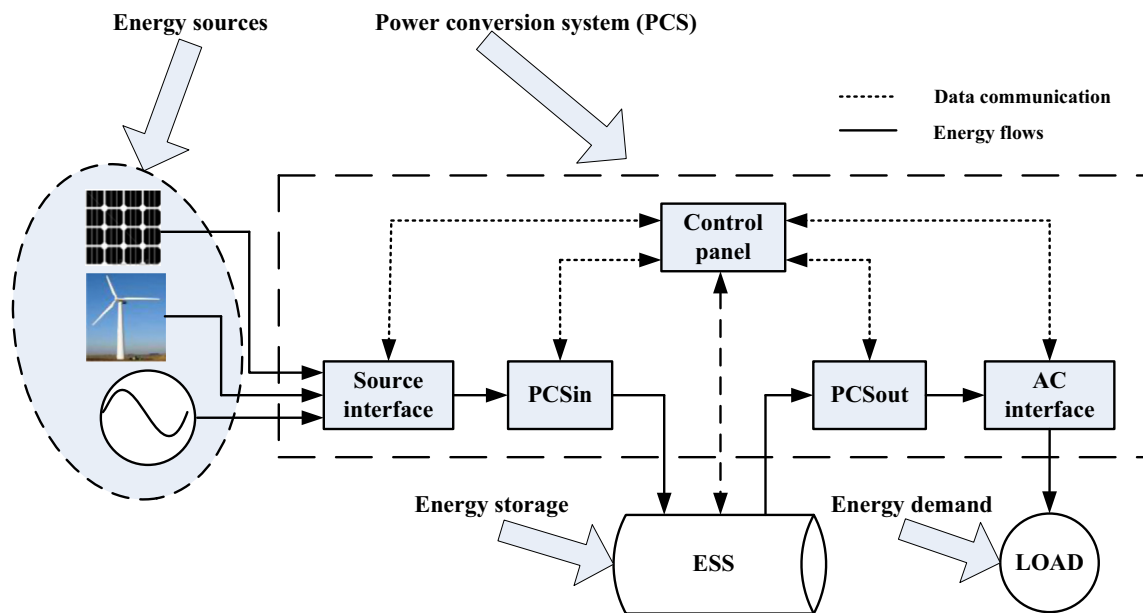 Energy sources
Power conversion system (PCS)
Data communication
Energy flows
Control
panel
Source
interface
PCSin
PCSout
AC
interface
Energy storage
Energy demand
ESS
LOAD